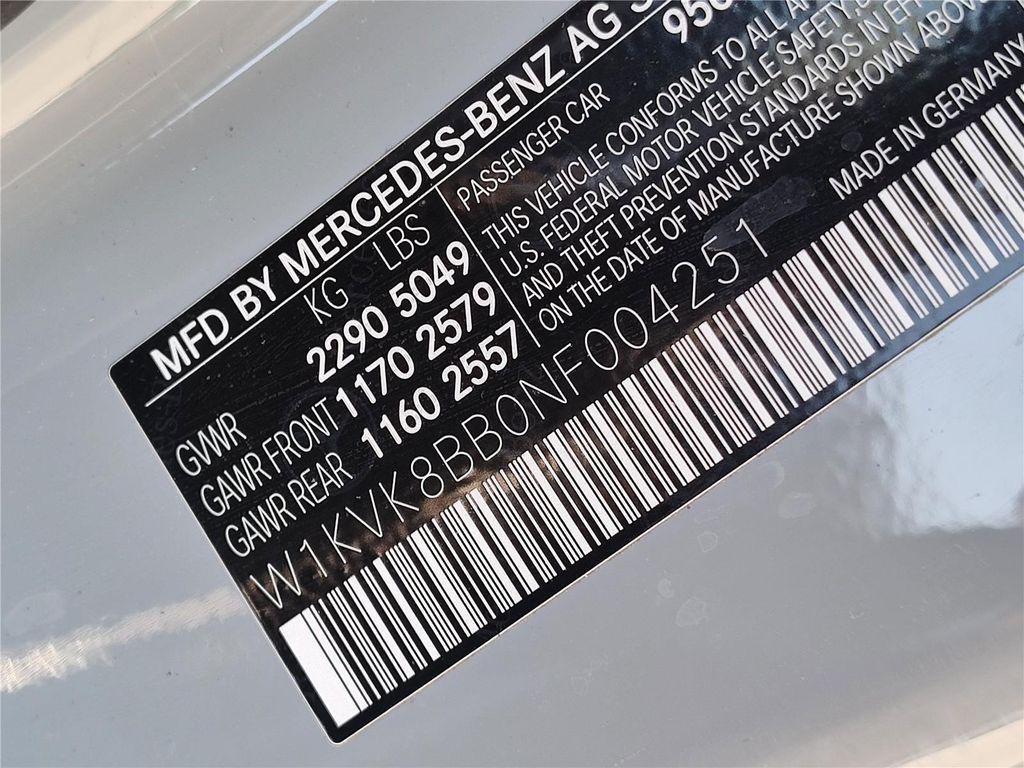 MFD BY MERCEDES-BENZ AG
KG LBS
GVWR 2290 5049
GAWR FRONT 1170 2579
GAWR REAR 1160 2557
PASSENGER CAR
THIS VEHICLE CONFORMS TO ALL
U.S. FEDERAL MOTOR VEHICLE SAFETY,
AND THEFT PREVENTION STANDARDS IN
ON THE DATE OF MANUFACTURE SHOWN ABOVE
W1KVK8BB0NF004251
MADE IN GERMANY